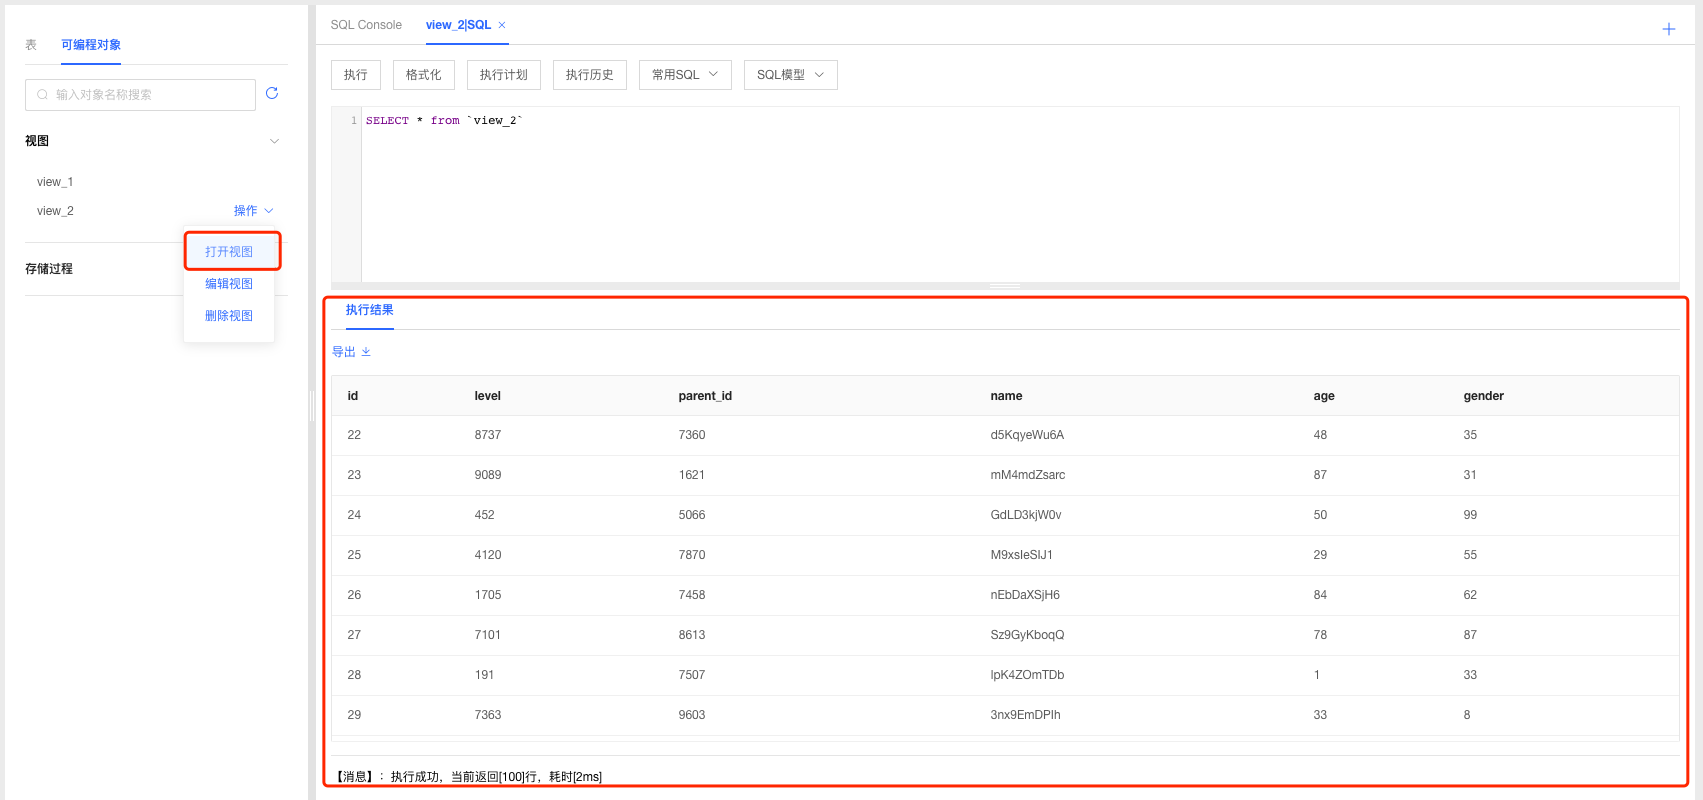 表 可编程对象
输入对象名称搜索
视图
view_1
view_2 操作
打开视图
编辑视图
删除视图
存储过程
SQL Console view_2|SQL ×
执行 格式化 执行计划 执行历史 常用SQL SQL模型
1 SELECT * from `view_2`
执行结果
导出
id level parent_id name age gender
22 8737 7360 d5KqyeWu6A 48 35
23 9089 1621 mM4mdZsarc 87 31
24 452 5066 GdLD3kjW0v 50 99
25 4120 7870 M9xsIeSIJ1 29 55
26 1705 7458 nEbDaXSjH6 84 62
27 7101 8613 Sz9GyKboqQ 78 87
28 191 7507 lpK4ZOmTDb 1 33
29 7363 9603 3nx9EmDPIh 33 8
【消息】：执行成功，当前返回[100]行，耗时[2ms]